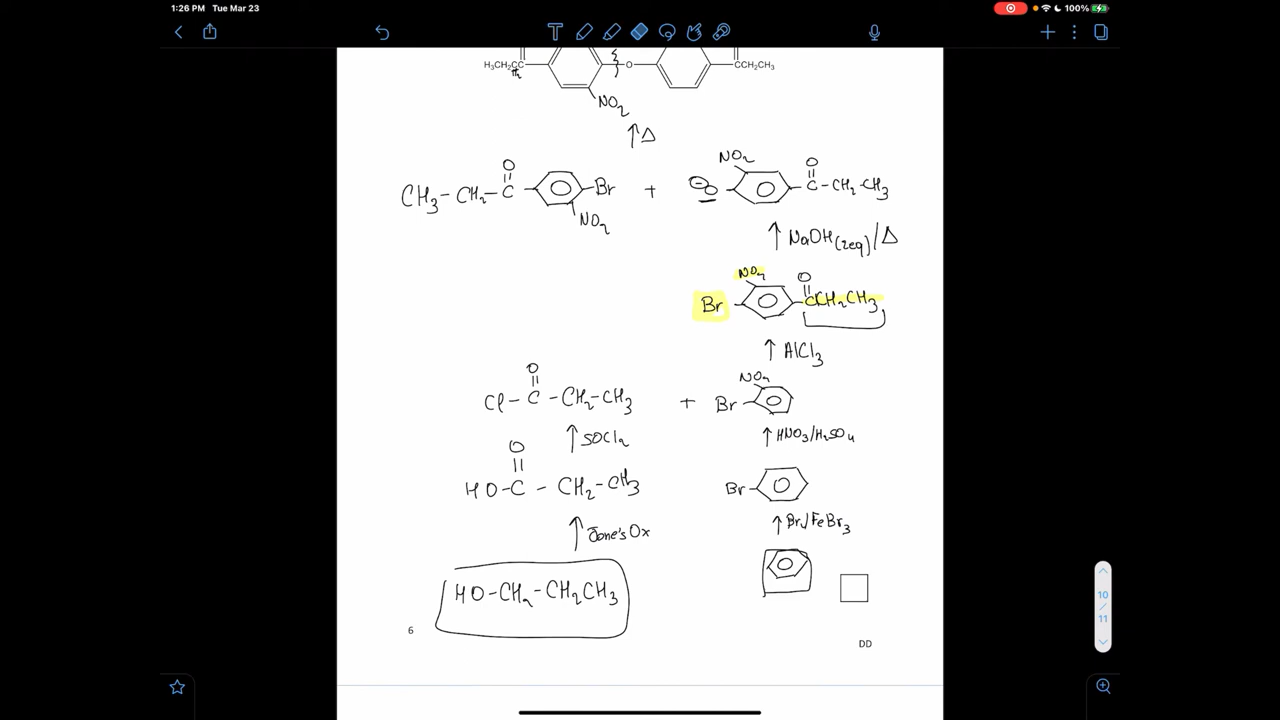 1:26 PM Tue Mar 23
100%
H₃CH₂C O CCH₂CH₃
NO₂
↑ Δ
O NO₂ O
CH₃ - CH₂ - C Br + ⊖O C - CH₂ - CH₃
NO₂
↑ NaOH (2eq) / Δ
NO₂ O
Br CCH₂CH₃
↑ AlCl₃
O NO₂
Cl - C - CH₂ - CH₃ + Br
↑ SOCl₂ ↑ HNO₃/H₂SO₄
O
HO - C - CH₂ - CH₃ Br
↑ Jone's Ox ↑ Br₂/FeBr₃
HO - CH₂ - CH₂CH₃
6
DD
10
/
11